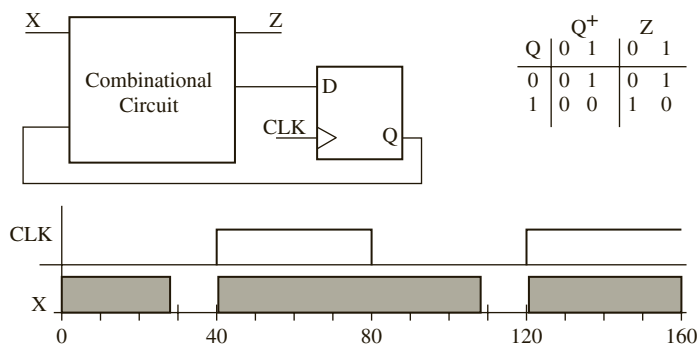 X
Z
Combinational
Circuit
D
CLK
Q
Q+ Z
Q 0 1 0 1
0 0 1 0 1
1 0 0 1 0
CLK
X
0 40 80 120 160